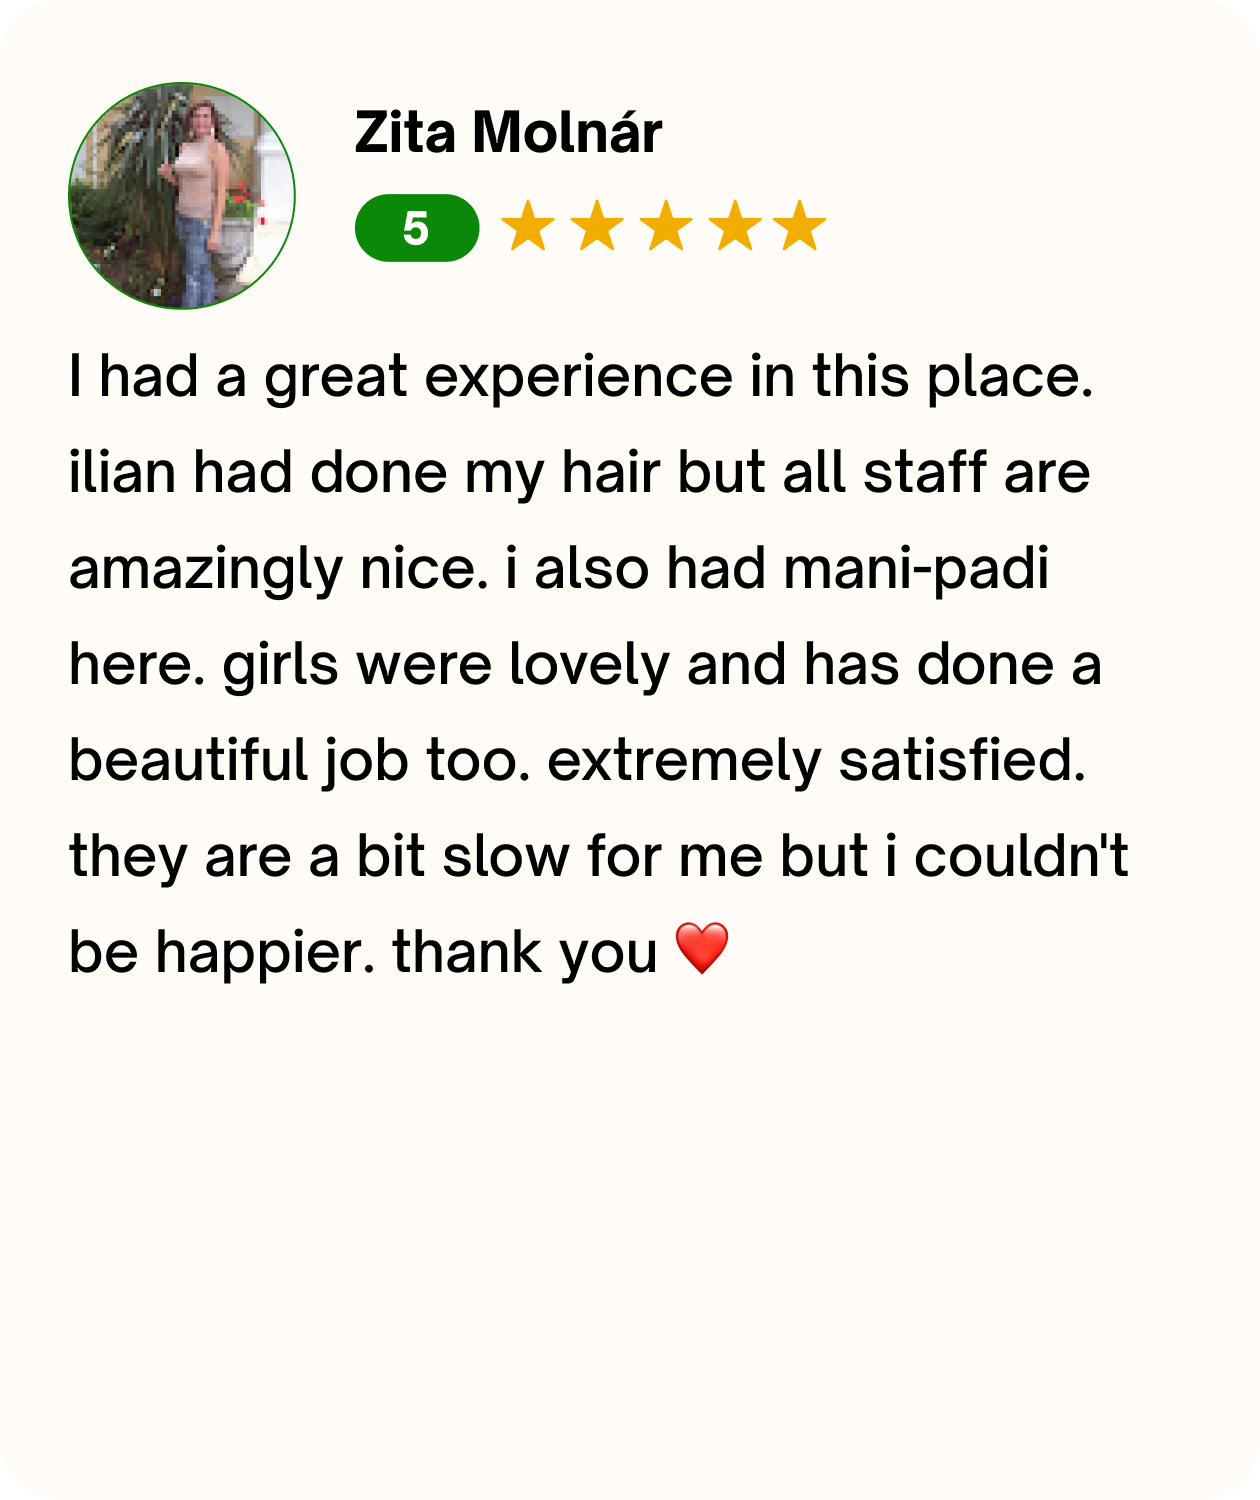 Zita Molnár
5
I had a great experience in this place.
ilian had done my hair but all staff are
amazingly nice. i also had mani-padi
here. girls were lovely and has done a
beautiful job too. extremely satisfied.
they are a bit slow for me but i couldn't
be happier. thank you ❤️